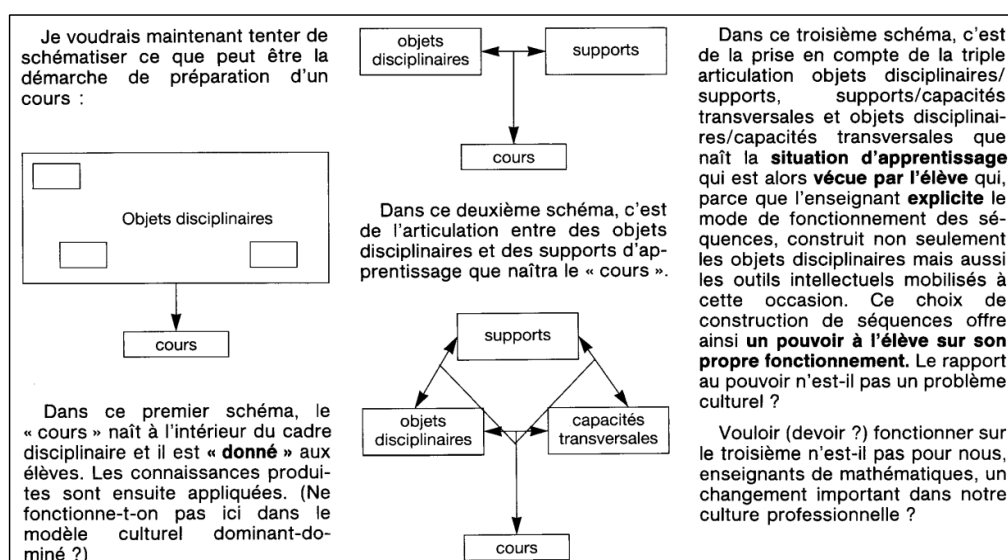 Je voudrais maintenant tenter de
schématiser ce que peut être la
démarche de préparation d'un
cours :
Objets disciplinaires
cours
Dans ce premier schéma, le
« cours » naît à l'intérieur du cadre
disciplinaire et il est « donné » aux
élèves. Les connaissances produi-
tes sont ensuite appliquées. (Ne
fonctionne-t-on pas ici dans le
modèle culturel dominant-do-
miné ?)
objets
disciplinaires
supports
cours
Dans ce deuxième schéma, c'est
de l'articulation entre des objets
disciplinaires et des supports d'ap-
prentissage que naîtra le « cours ».
supports
objets
disciplinaires
capacités
transversales
cours
Dans ce troisième schéma, c'est
de la prise en compte de la triple
articulation objets disciplinaires/
supports, supports/capacités
transversales et objets disciplinai-
res/capacités transversales que
naît la situation d'apprentissage
qui est alors vécue par l'élève qui,
parce que l'enseignant explicite le
mode de fonctionnement des sé-
quences, construit non seulement
les objets disciplinaires mais aussi
les outils intellectuels mobilisés à
cette occasion. Ce choix de
construction de séquences offre
ainsi un pouvoir à l'élève sur son
propre fonctionnement. Le rapport
au pouvoir n'est-il pas un problème
culturel ?
Vouloir (devoir ?) fonctionner sur
le troisième n'est-il pas pour nous,
enseignants de mathématiques, un
changement important dans notre
culture professionnelle ?